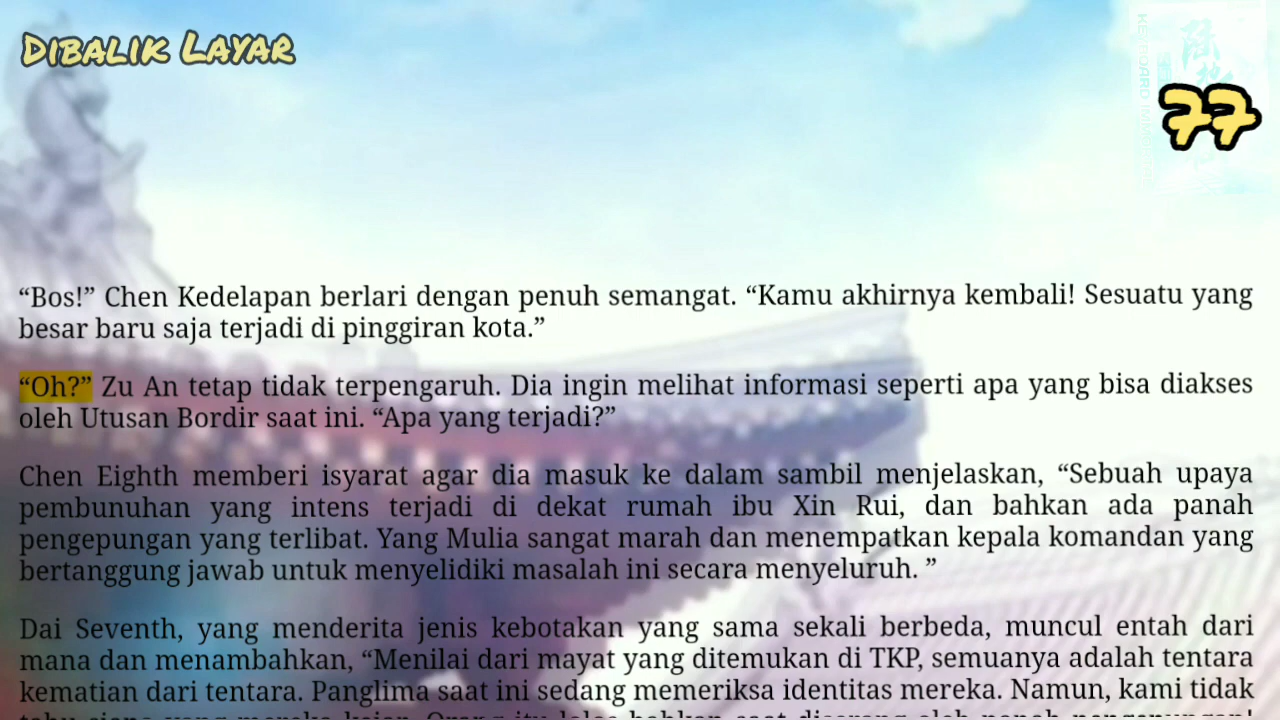 Dibalik Layar
77
“Bos!” Chen Kedelapan berlari dengan penuh semangat. “Kamu akhirnya kembali! Sesuatu yang
besar baru saja terjadi di pinggiran kota.”
“Oh?” Zu An tetap tidak terpengaruh. Dia ingin melihat informasi seperti apa yang bisa diakses
oleh Utusan Bordir saat ini. “Apa yang terjadi?”
Chen Eighth memberi isyarat agar dia masuk ke dalam sambil menjelaskan, “Sebuah upaya
pembunuhan yang intens terjadi di dekat rumah ibu Xin Rui, dan bahkan ada panah
pengepungan yang terlibat. Yang Mulia sangat marah dan menempatkan kepala komandan yang
bertanggung jawab untuk menyelidiki masalah ini secara menyeluruh. ”
Dai Seventh, yang menderita jenis kebotakan yang sama sekali berbeda, muncul entah dari
mana dan menambahkan, “Menilai dari mayat yang ditemukan di TKP, semuanya adalah tentara
kematian dari tentara. Panglima saat ini sedang memeriksa identitas mereka. Namun, kami tidak